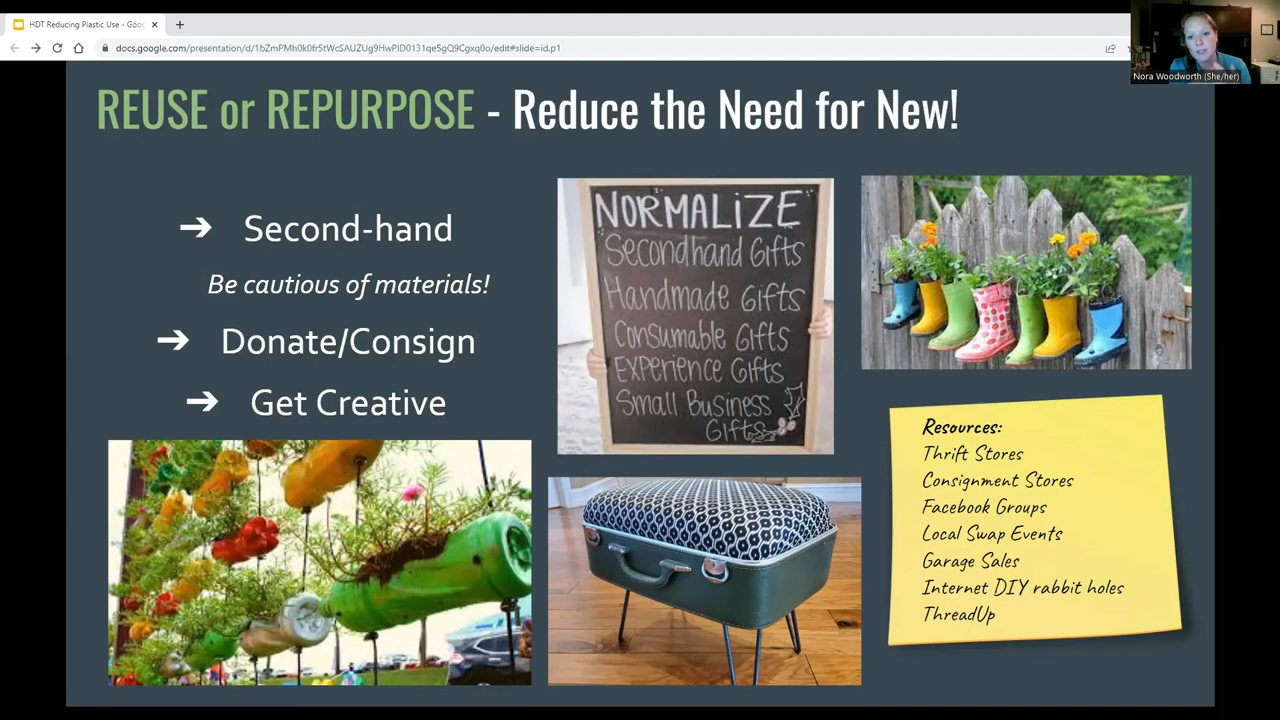 HDT Reducing Plastic Use - Goo
docs.google.com/presentation/d/1bZmPMh0k0fr5tWcSAUZUg9HwPlD0131qe5gQ9Cgxq0o/edit#slide=id.p1
Nora Woodworth (She/her)
REUSE or REPURPOSE - Reduce the Need for New!
➔ Second-hand
Be cautious of materials!
➔ Donate/Consign
➔ Get Creative
NORMALiZE
Secondhand Gifts
Handmade Gifts
Consumable Gifts
Experience Gifts
Small Business
Gifts
Resources:
Thrift Stores
Consignment Stores
Facebook Groups
Local Swap Events
Garage Sales
Internet DIY rabbit holes
ThreadUp